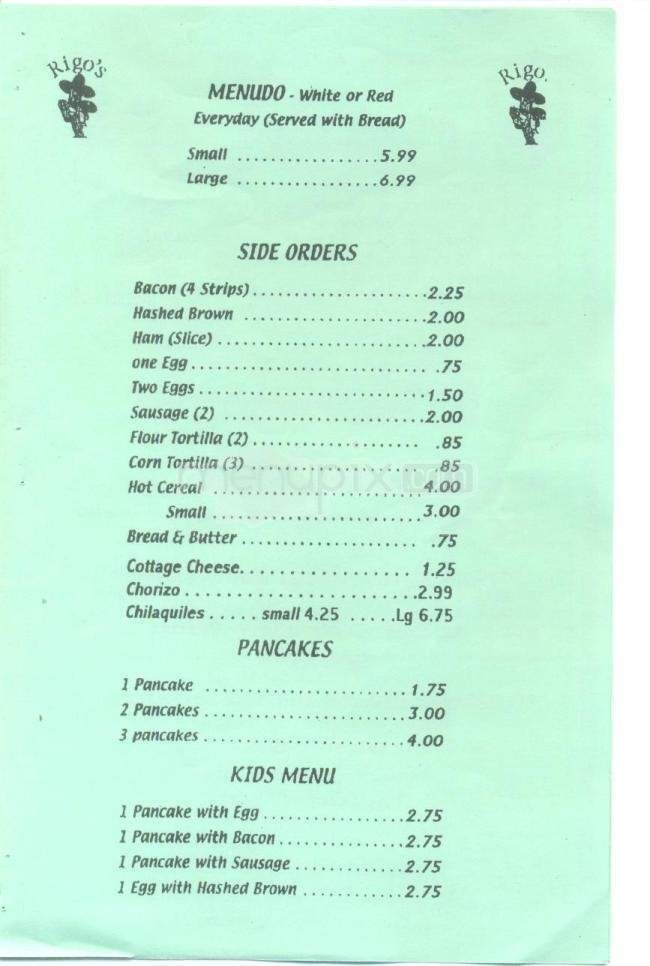 Rigo's
Rigo.
MENUDO - White or Red
Everyday (Served with Bread)
Small ..................5.99
Large ..................6.99
SIDE ORDERS
Bacon (4 Strips)......................2.25
Hashed Brown .......................2.00
Ham (Slice)..........................2.00
one Egg.............................. .75
Two Eggs.............................1.50
Sausage (2) .........................2.00
Flour Tortilla (2)..................... .85
Corn Tortilla (3)...................... .85
Hot Cereal ..........................4.00
Small..........................3.00
Bread & Butter...................... .75
Cottage Cheese.................. 1.25
Chorizo.......................2.99
Chilaquiles..... small 4.25 .....Lg 6.75
PANCAKES
1 Pancake .........................1.75
2 Pancakes.........................3.00
3 pancakes.........................4.00
KIDS MENU
1 Pancake with Egg..................2.75
1 Pancake with Bacon...............2.75
1 Pancake with Sausage..............2.75
1 Egg with Hashed Brown ............2.75
menupix